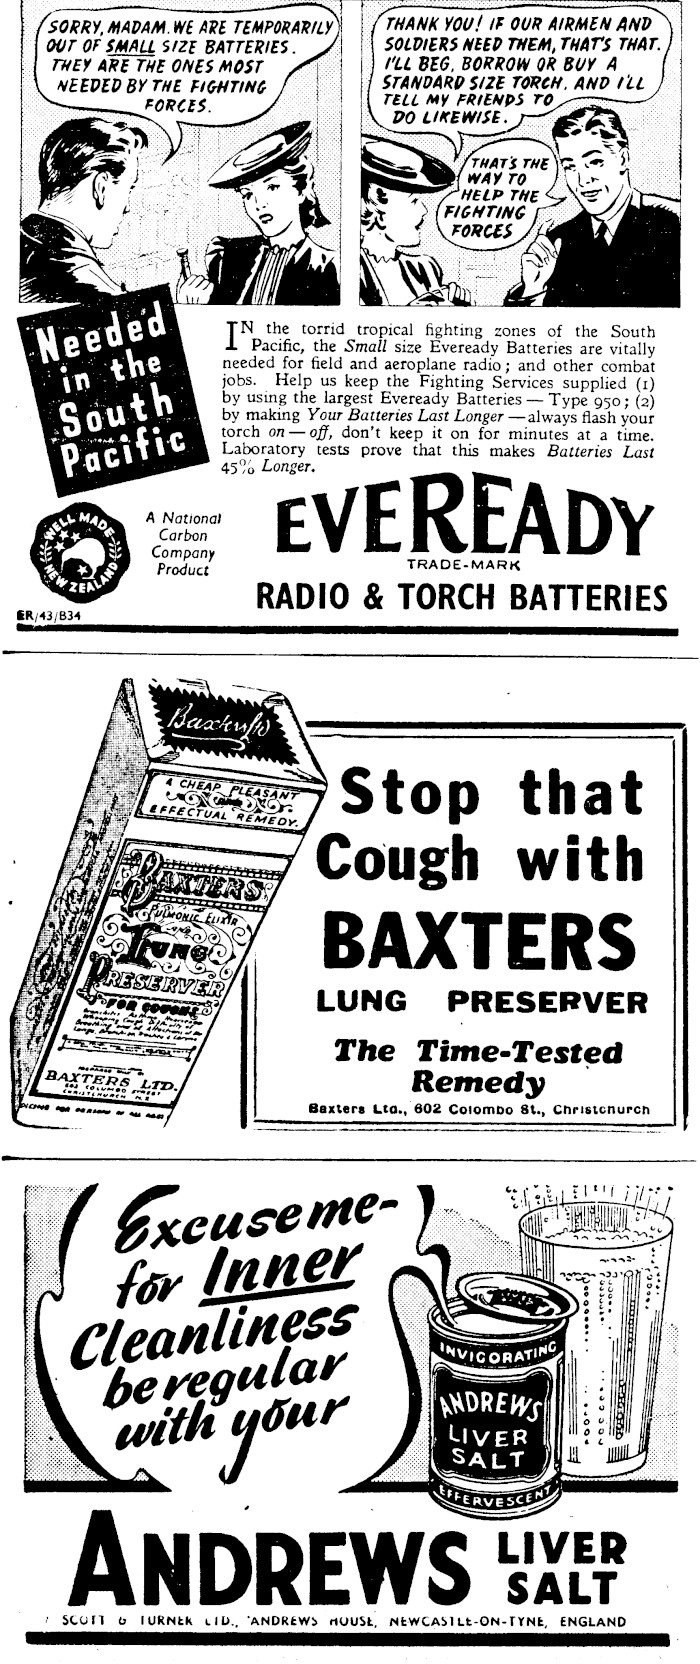 SORRY, MADAM. WE ARE TEMPORARILY
OUT OF SMALL SIZE BATTERIES.
THEY ARE THE ONES MOST
NEEDED BY THE FIGHTING
FORCES.
THANK YOU! IF OUR AIRMEN AND
SOLDIERS NEED THEM, THAT'S THAT.
I'LL BEG, BORROW OR BUY A
STANDARD SIZE TORCH. AND I'LL
TELL MY FRIENDS TO
DO LIKEWISE.
THAT'S THE
WAY TO
HELP THE
FIGHTING
FORCES
Needed
in the
South
Pacific
IN the torrid tropical fighting zones of the South
Pacific, the Small size Eveready Batteries are vitally
needed for field and aeroplane radio; and other combat
jobs. Help us keep the Fighting Services supplied (1)
by using the largest Eveready Batteries — Type 950; (2)
by making Your Batteries Last Longer — always flash your
torch on — off, don't keep it on for minutes at a time.
Laboratory tests prove that this makes Batteries Last
45% Longer.
WELL MADE
NEW ZEALAND
A National
Carbon
Company
Product
EVEREADY
TRADE-MARK
RADIO & TORCH BATTERIES
ER/43/B34
A CHEAP PLEASANT
AND
EFFECTUAL REMEDY.
BAXTERS
PULMONIC ELIXIR
AND
LUNG
PRESERVER
FOR COUGHS
BAXTERS LTD.
602 COLOMBO STREET
CHRISTCHURCH N.Z.
Stop that
Cough with
BAXTERS
LUNG PRESERVER
The Time-Tested
Remedy
Baxters Ltd., 602 Colombo St., Christchurch
Excuse me-
for Inner
Cleanliness
be regular
with your
INVIGORATING
ANDREWS
LIVER
SALT
EFFERVESCENT
ANDREWS LIVER
SALT
SCOTT & TURNER LTD., 'ANDREWS HOUSE, NEWCASTLE-ON-TYNE, ENGLAND